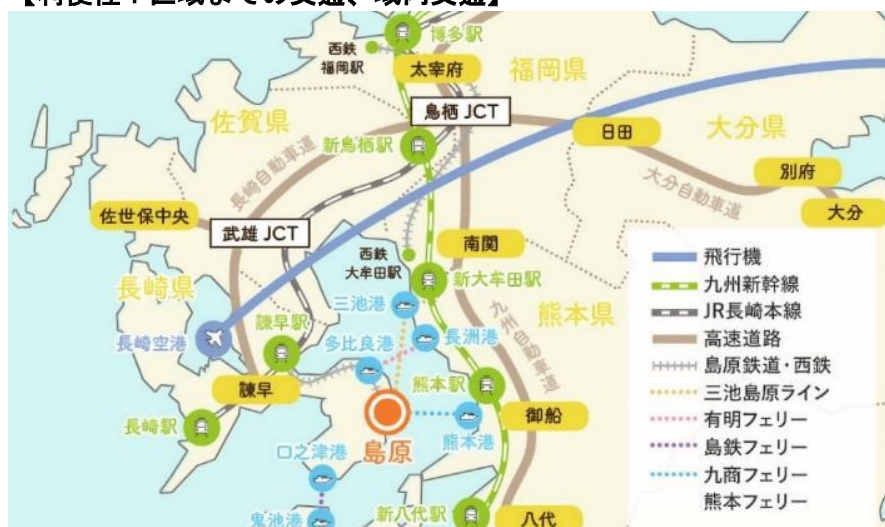 博多駅
西鉄
福岡駅
太宰府
福岡県
佐賀県
鳥栖 JCT
新鳥栖駅
日田
大分県
長崎自動車道
大分自動車道
別府
大分
佐世保中央
武雄 JCT
西鉄
大牟田駅
南関
新大牟田駅
長崎県
三池港
九州自動車道
熊本県
長崎空港
諫早駅
多比良港
長洲港
諫早
熊本駅
御船
長崎駅
島原
熊本港
口之津港
鬼池港
新八代駅
八代
飛行機
九州新幹線
JR長崎本線
高速道路
島原鉄道・西鉄
三池島原ライン
有明フェリー
島鉄フェリー
九商フェリー
熊本フェリー